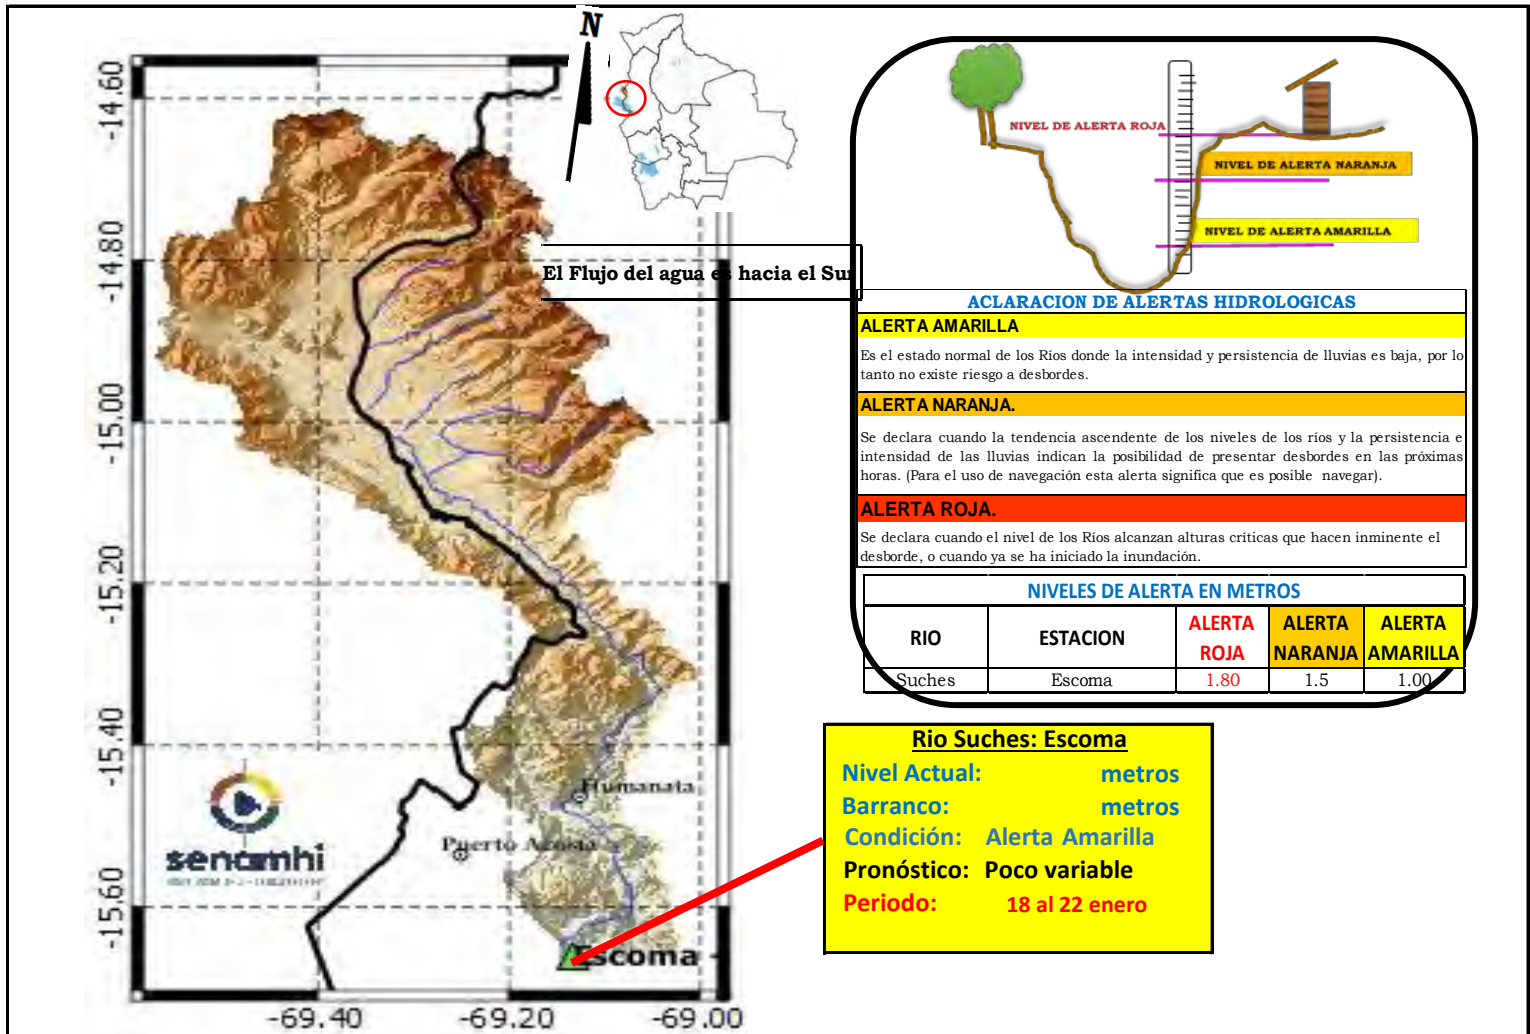 N
-14.60
-14.80
-15.00
-15.20
-15.40
-15.60
-69.40
-69.20
-69.00
El Flujo del agua es hacia el Sur
Humanata
Puerto Acosta
Escoma
senamhi
NIVEL DE ALERTA ROJA
NIVEL DE ALERTA NARANJA
NIVEL DE ALERTA AMARILLA
ACLARACION DE ALERTAS HIDROLOGICAS
ALERTA AMARILLA
Es el estado normal de los Ríos donde la intensidad y persistencia de lluvias es baja, por lo
tanto no existe riesgo a desbordes.
ALERTA NARANJA.
Se declara cuando la tendencia ascendente de los niveles de los ríos y la persistencia e
intensidad de las lluvias indican la posibilidad de presentar desbordes en las próximas
horas. (Para el uso de navegación esta alerta significa que es posible navegar).
ALERTA ROJA.
Se declara cuando el nivel de los Ríos alcanzan alturas críticas que hacen inminente el
desborde, o cuando ya se ha iniciado la inundación.
NIVELES DE ALERTA EN METROS
RIO ESTACION ALERTA ROJA ALERTA NARANJA ALERTA AMARILLA
Suches Escoma 1.80 1.5 1.00
Rio Suches: Escoma
Nivel Actual: metros
Barranco: metros
Condición: Alerta Amarilla
Pronóstico: Poco variable
Periodo: 18 al 22 enero